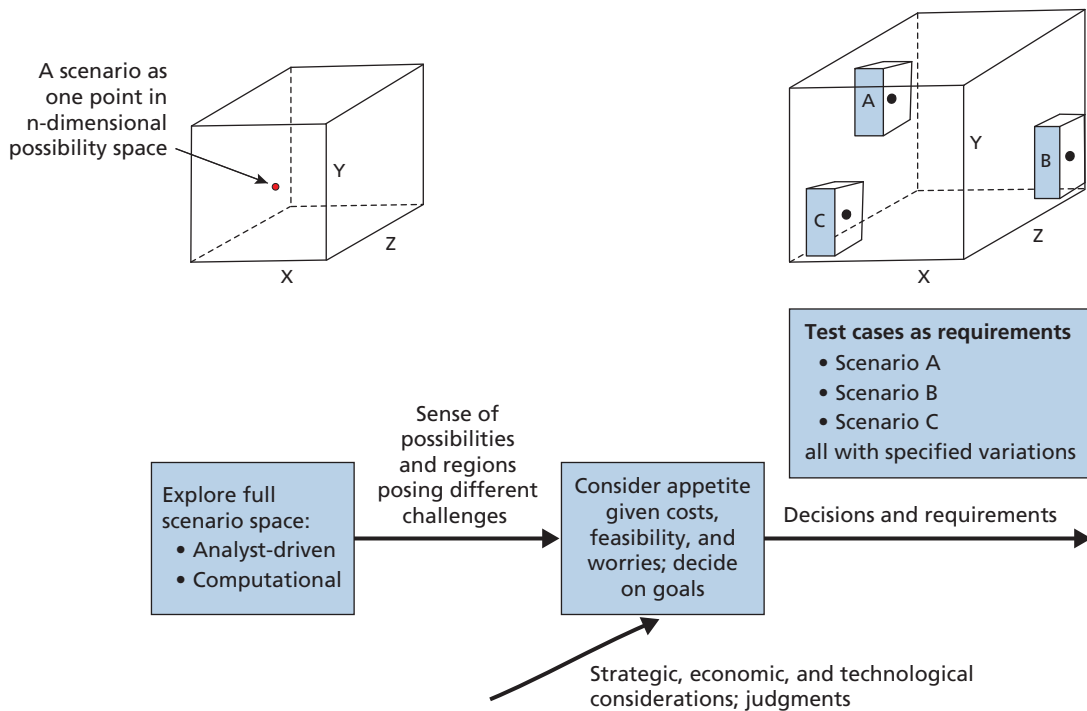 A scenario as
one point in
n-dimensional
possibility space
Y
Z
X
A
B
C
Y
Z
X
Test cases as requirements
• Scenario A
• Scenario B
• Scenario C
all with specified variations
Explore full
scenario space:
• Analyst-driven
• Computational
Sense of
possibilities
and regions
posing different
challenges
Consider appetite
given costs,
feasibility, and
worries; decide
on goals
Decisions and requirements
Strategic, economic, and technological
considerations; judgments